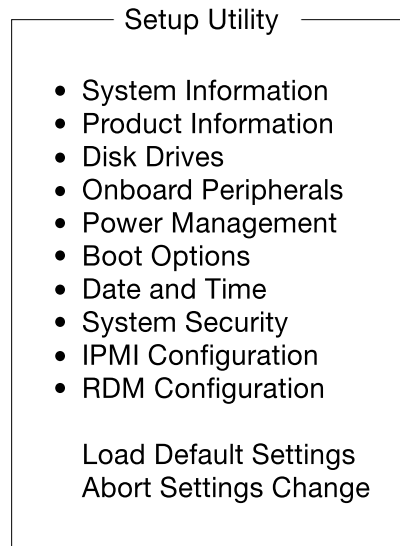 Setup Utility
• System Information
• Product Information
• Disk Drives
• Onboard Peripherals
• Power Management
• Boot Options
• Date and Time
• System Security
• IPMI Configuration
• RDM Configuration
Load Default Settings
Abort Settings Change